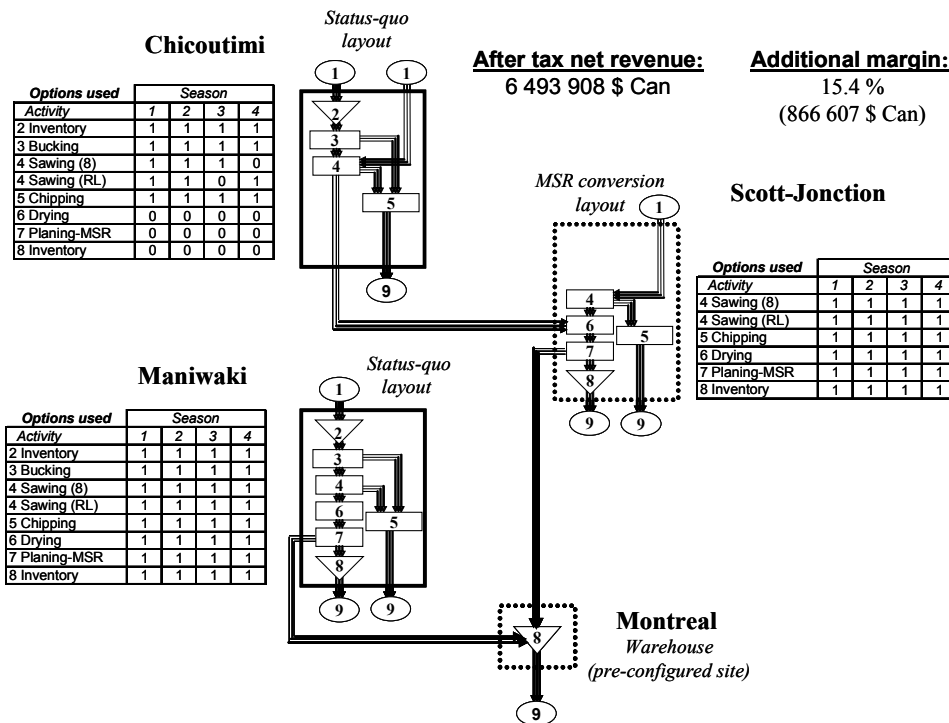 Status-quo
layout
Chicoutimi
After tax net revenue:
6 493 908 $ Can
Additional margin:
15.4 %
(866 607 $ Can)
Options used Season
Activity 1 2 3 4
2 Inventory 1 1 1 1
3 Bucking 1 1 1 1
4 Sawing (8) 1 1 1 0
4 Sawing (RL) 1 1 0 1
5 Chipping 1 1 1 1
6 Drying 0 0 0 0
7 Planing-MSR 0 0 0 0
8 Inventory 0 0 0 0
1 1
2
3
4
5
9
MSR conversion
layout
Scott-Jonction
1
4
6 5
7
8
9 9
Options used Season
Activity 1 2 3 4
4 Sawing (8) 1 1 1 1
4 Sawing (RL) 1 1 1 1
5 Chipping 1 1 1 1
6 Drying 1 1 1 1
7 Planing-MSR 1 1 1 1
8 Inventory 1 1 1 1
Maniwaki
Status-quo
layout
Options used Season
Activity 1 2 3 4
2 Inventory 1 1 1 1
3 Bucking 1 1 1 1
4 Sawing (8) 1 1 1 1
4 Sawing (RL) 1 1 1 1
5 Chipping 1 1 1 1
6 Drying 1 1 1 1
7 Planing-MSR 1 1 1 1
8 Inventory 1 1 1 1
1
2
3
4
6 5
7
8
9 9
Montreal
Warehouse
(pre-configured site)
8
9